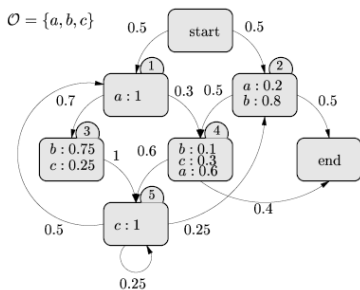 O = {a, b, c}
start
0.5
0.5
1
2
a : 1
a : 0.2
b : 0.8
0.7
0.3
0.5
0.5
3
4
b : 0.75
c : 0.25
1
0.6
b : 0.1
c : 0.3
a : 0.6
end
0.4
5
c : 1
0.5
0.25
0.25